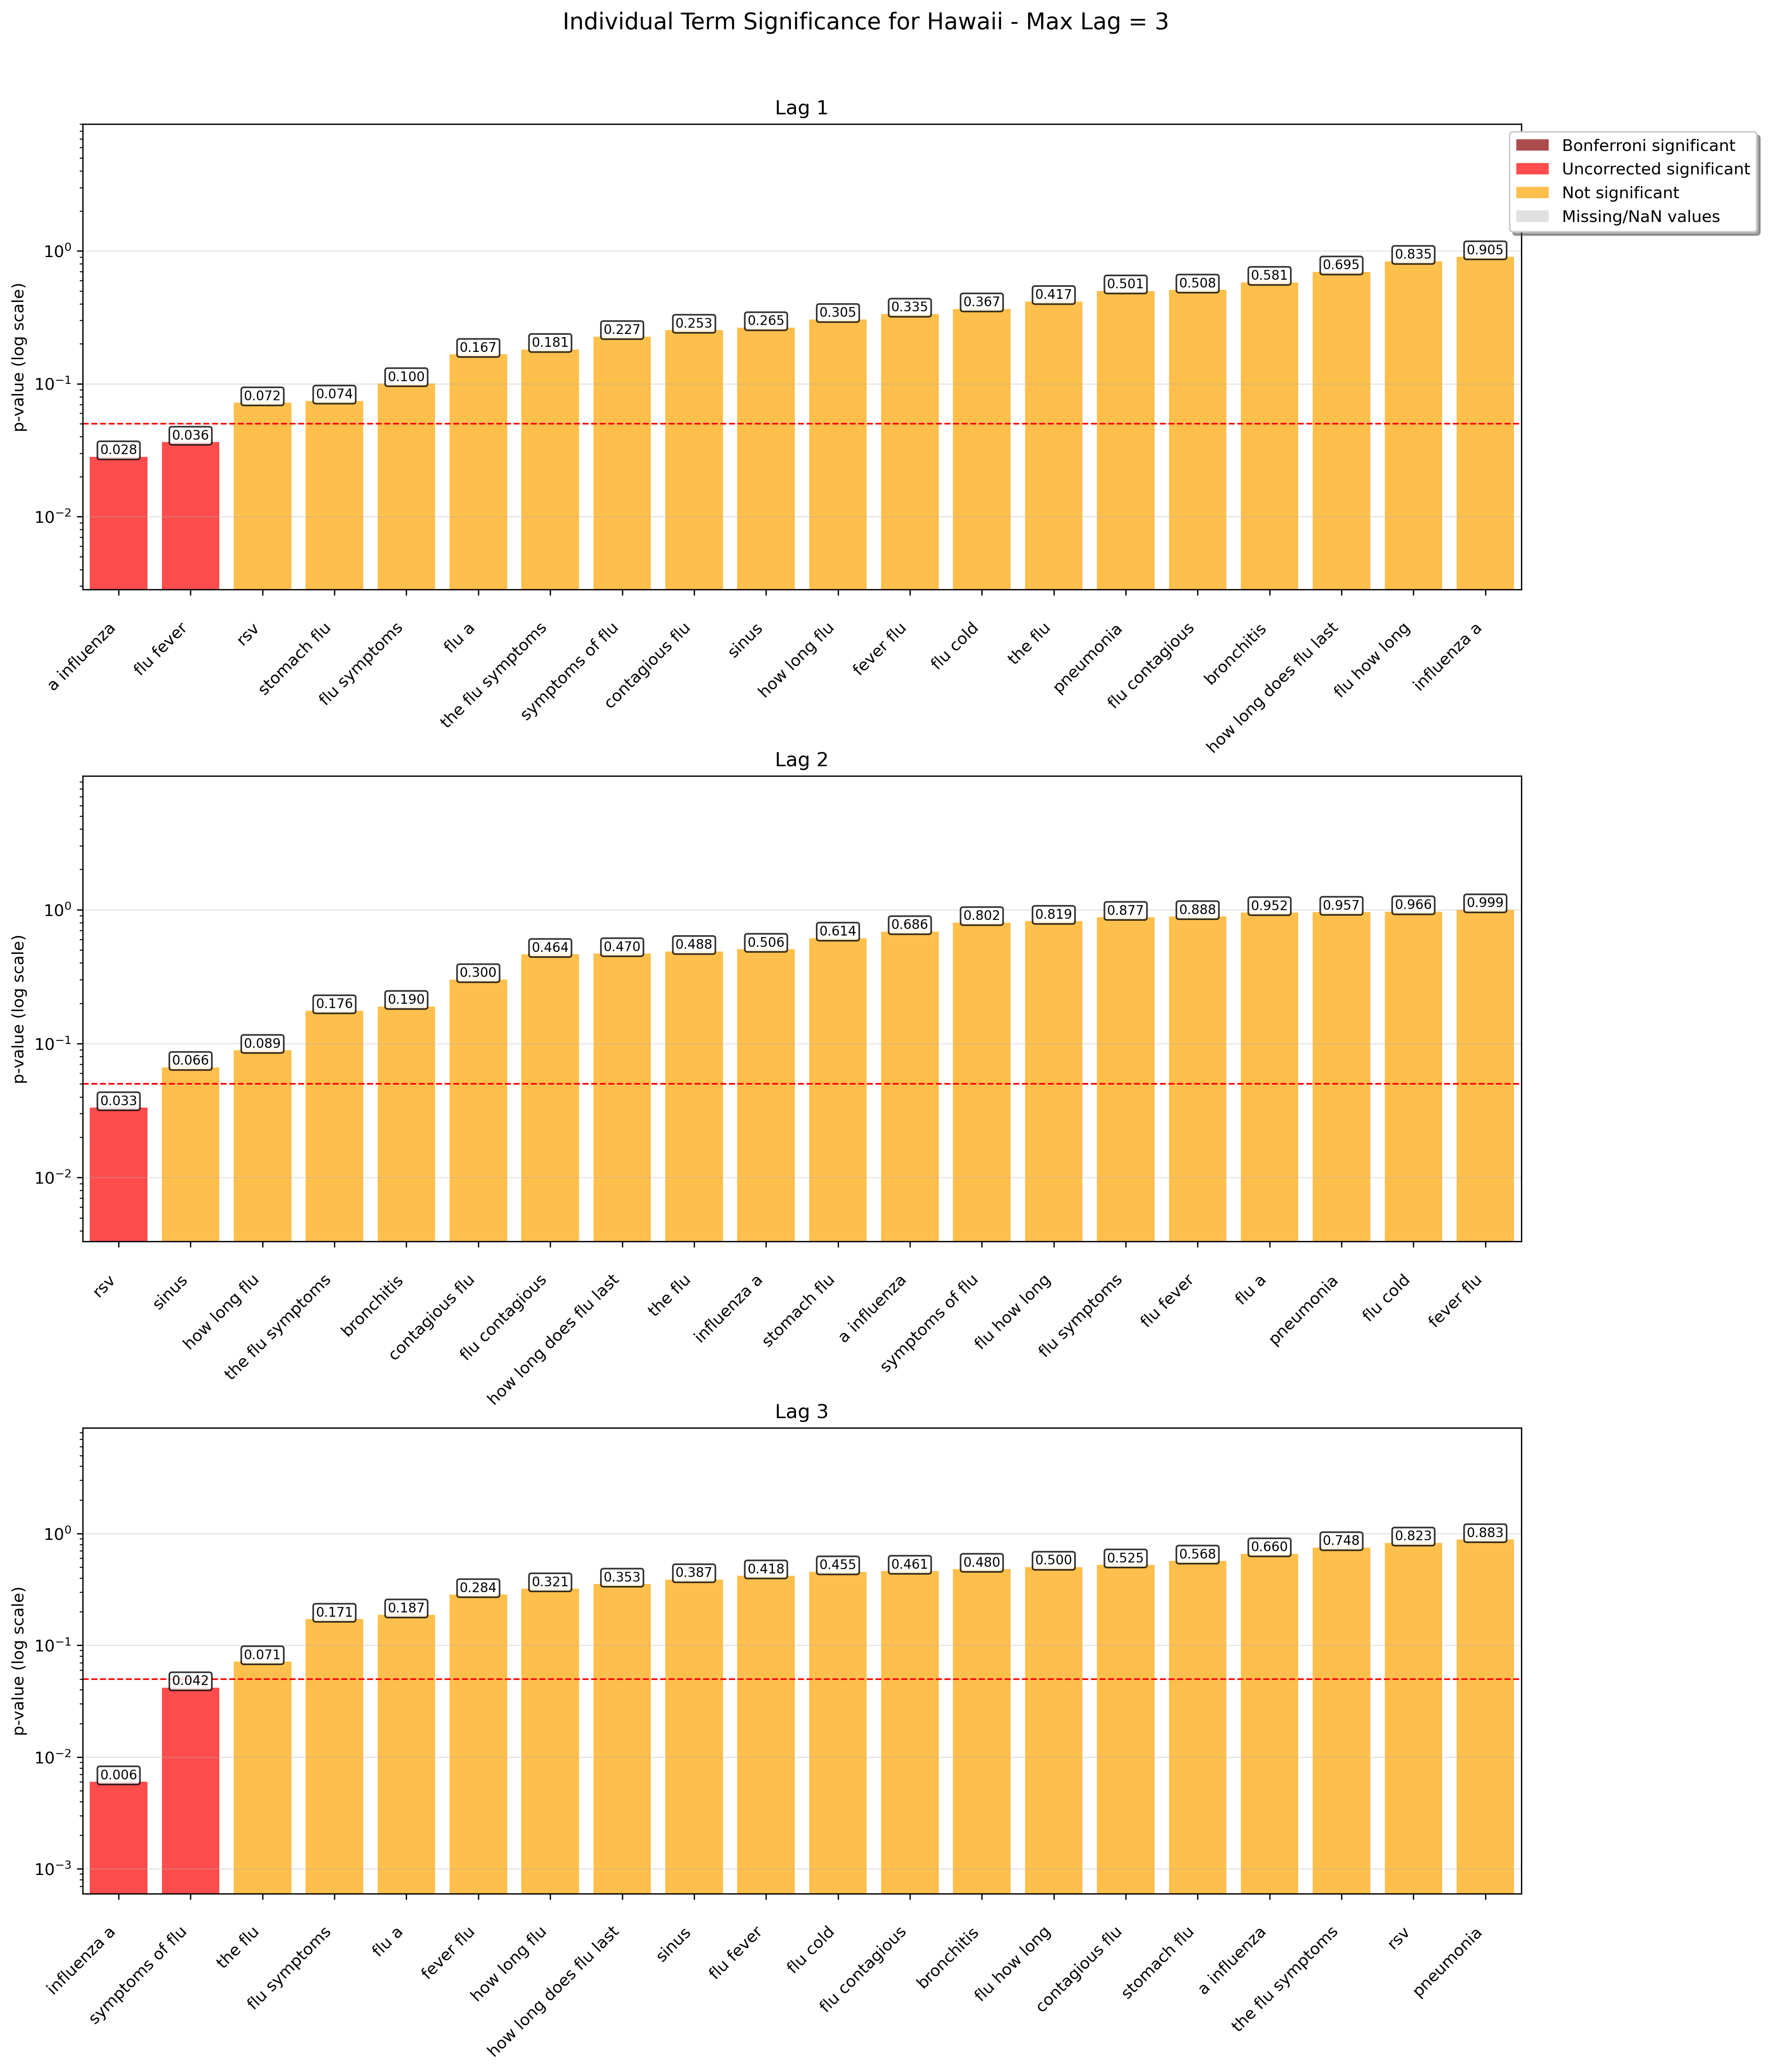 Individual Term Significance for Hawaii - Max Lag = 3
Lag 1
Bonferroni significant
Uncorrected significant
Not significant
Missing/NaN values
p-value (log scale)
10⁰
10⁻¹
10⁻²
0.028
0.036
0.072
0.074
0.100
0.167
0.181
0.227
0.253
0.265
0.305
0.335
0.367
0.417
0.501
0.508
0.581
0.695
0.835
0.905
a influenza
flu fever
rsv
stomach flu
flu symptoms
flu a
the flu symptoms
symptoms of flu
contagious flu
sinus
how long flu
fever flu
flu cold
the flu
pneumonia
flu contagious
bronchitis
how long does flu last
flu how long
influenza a
Lag 2
p-value (log scale)
10⁰
10⁻¹
10⁻²
0.033
0.066
0.089
0.176
0.190
0.300
0.464
0.470
0.488
0.506
0.614
0.686
0.802
0.819
0.877
0.888
0.952
0.957
0.966
0.999
rsv
sinus
how long flu
the flu symptoms
bronchitis
contagious flu
flu contagious
how long does flu last
the flu
influenza a
stomach flu
a influenza
symptoms of flu
flu how long
flu symptoms
flu fever
flu a
pneumonia
flu cold
fever flu
Lag 3
p-value (log scale)
10⁰
10⁻¹
10⁻²
10⁻³
0.006
0.042
0.071
0.171
0.187
0.284
0.321
0.353
0.387
0.418
0.455
0.461
0.480
0.500
0.525
0.568
0.660
0.748
0.823
0.883
influenza a
symptoms of flu
the flu
flu symptoms
flu a
fever flu
how long flu
how long does flu last
sinus
flu fever
flu cold
flu contagious
bronchitis
flu how long
contagious flu
stomach flu
a influenza
the flu symptoms
rsv
pneumonia